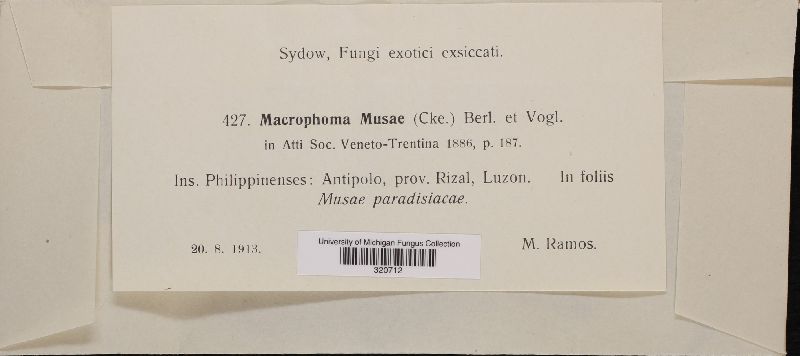 Sydow, Fungi exotici exsiccati.
427. Macrophoma Musae (Cke.) Berl. et Vogl.
in Atti Soc. Veneto-Trentina 1886, p. 187.
Ins. Philippinenses: Antipolo, prov. Rizal, Luzon. In foliis
Musae paradisiacae.
20. 8. 1913.
M. Ramos.
University of Michigan Fungus Collection
320712